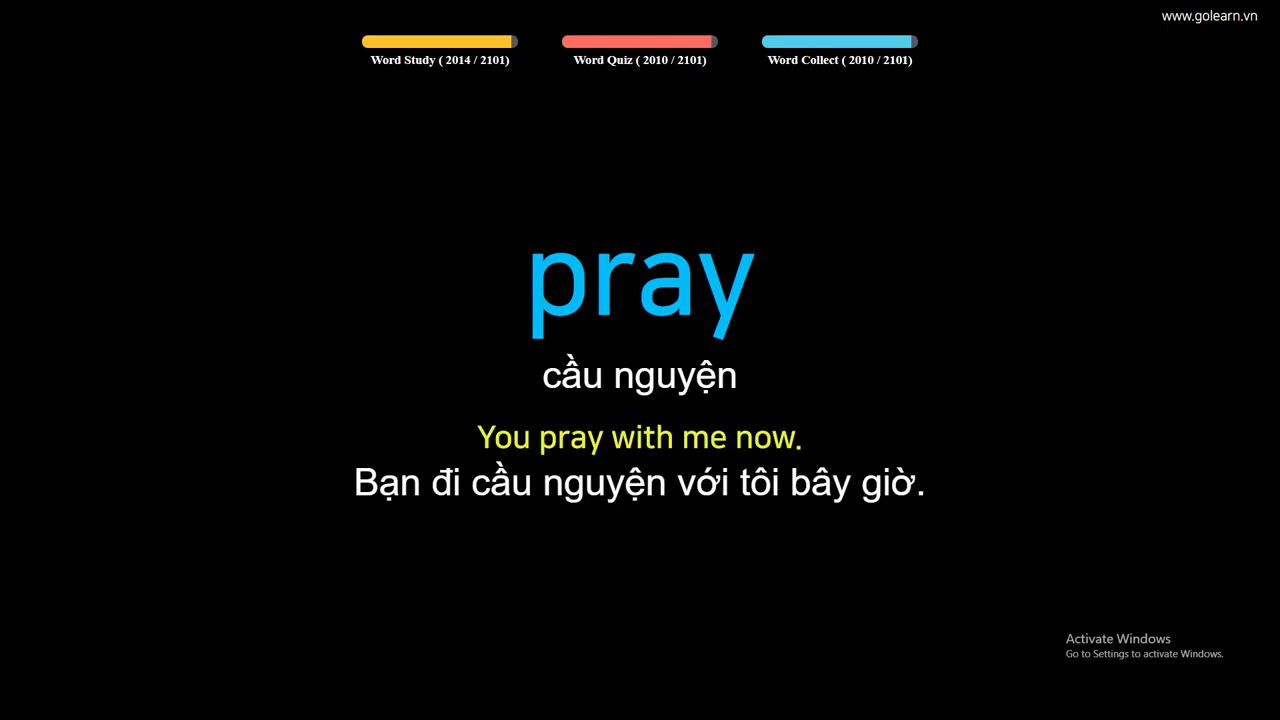 www.golearn.vn
Word Study ( 2014 / 2101) Word Quiz ( 2010 / 2101) Word Collect ( 2010 / 2101)
pray
cầu nguyện
You pray with me now.
Bạn đi cầu nguyện với tôi bây giờ.
Activate Windows
Go to Settings to activate Windows.